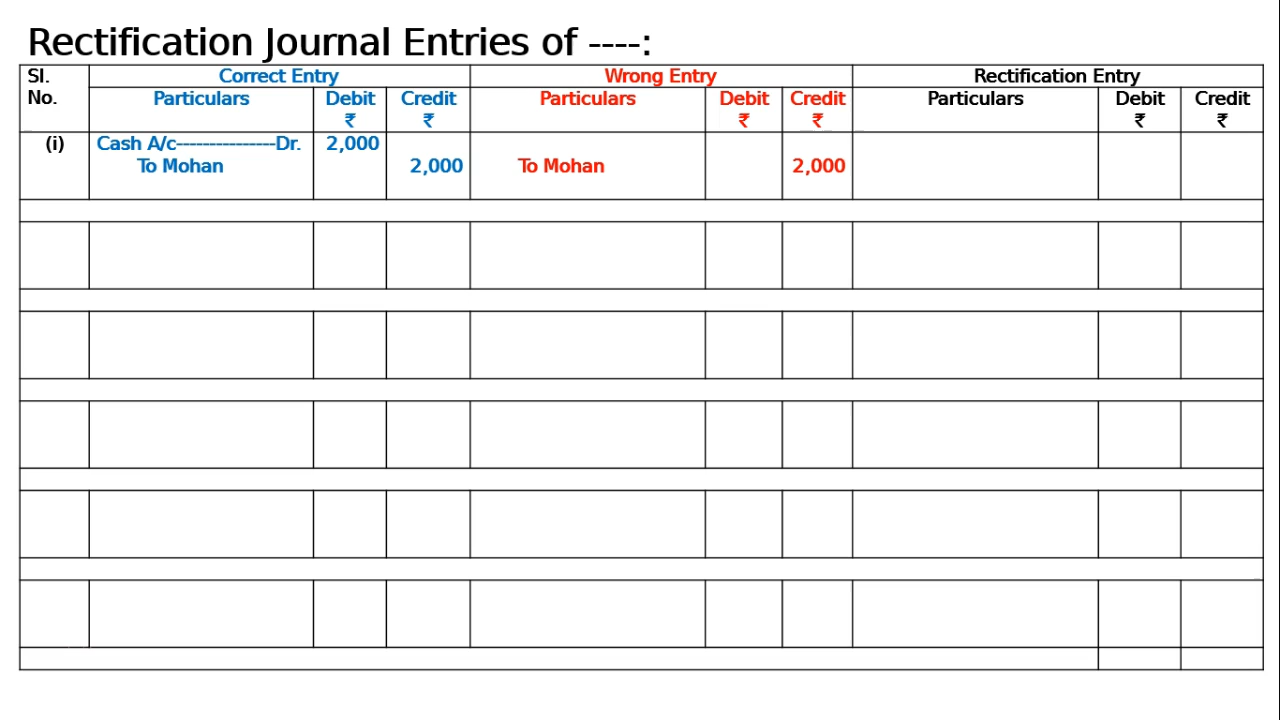 Rectification Journal Entries of ----:
Sl. No.
Correct Entry
Wrong Entry
Rectification Entry
Particulars
Debit ₹
Credit ₹
Particulars
Debit ₹
Credit ₹
Particulars
Debit ₹
Credit ₹
(i)
Cash A/c---------------Dr.
2,000
To Mohan
2,000
To Mohan
2,000